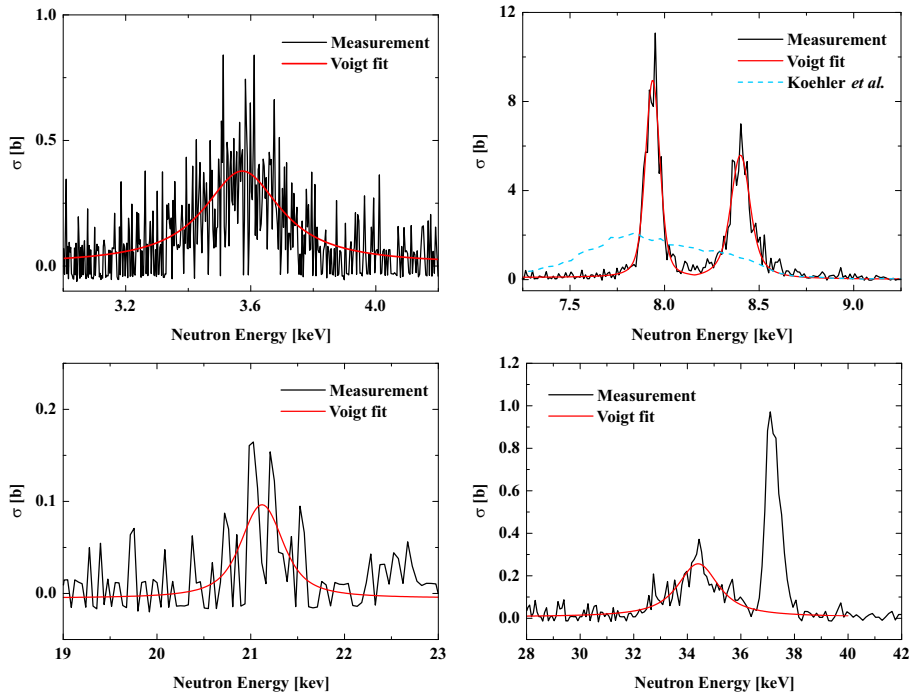 1.0
0.5
0.0
σ [b]
Measurement
Voigt fit
3.2
3.6
4.0
Neutron Energy [keV]
12
8
4
0
σ [b]
Measurement
Voigt fit
Koehler et al.
7.5
8.0
8.5
9.0
Neutron Energy [keV]
0.2
0.1
0.0
σ [b]
Measurement
Voigt fit
19
20
21
22
23
Neutron Energy [kev]
1.2
1.0
0.8
0.6
0.4
0.2
0.0
σ [b]
Measurement
Voigt fit
28
30
32
34
36
38
40
42
Neutron Energy [keV]